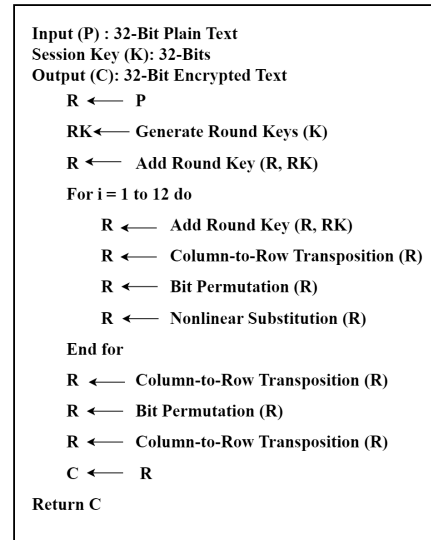 Input (P) : 32-Bit Plain Text
Session Key (K): 32-Bits
Output (C): 32-Bit Encrypted Text
R ← P
RK← Generate Round Keys (K)
R ← Add Round Key (R, RK)
For i = 1 to 12 do
R ← Add Round Key (R, RK)
R ← Column-to-Row Transposition (R)
R ← Bit Permutation (R)
R ← Nonlinear Substitution (R)
End for
R ← Column-to-Row Transposition (R)
R ← Bit Permutation (R)
R ← Column-to-Row Transposition (R)
C ← R
Return C